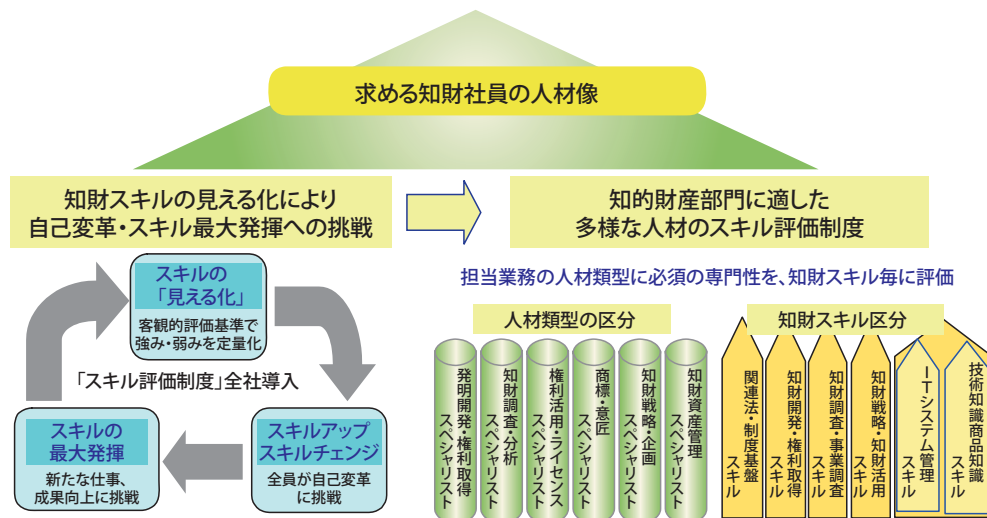 求める知財社員の人材像
知財スキルの見える化により
自己変革・スキル最大発揮への挑戦
知的財産部門に適した
多様な人材のスキル評価制度
スキルの
「見える化」
客観的評価基準で
強み・弱みを定量化
「スキル評価制度」全社導入
スキルの
最大発揮
新たな仕事、
成果向上に挑戦
スキルアップ
スキルチェンジ
全員が自己変革
に挑戦
担当業務の人材類型に必須の専門性を、知財スキル毎に評価
人材類型の区分
発明開発・権利取得
スペシャリスト
知財調査・分析
スペシャリスト
権利活用・ライセンス
スペシャリスト
商標・意匠
スペシャリスト
知財戦略・企画
スペシャリスト
知財資産管理
スペシャリスト
知財スキル区分
関連法・制度基盤
スキル
知財開発・権利取得
スキル
知財調査・事業調査
スキル
知財戦略・知財活用
スキル
ITシステム管理
スキル
技術知識商品知識
スキル